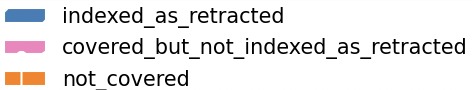 indexed_as_retracted
covered_but_not_indexed_as_retracted
not_covered